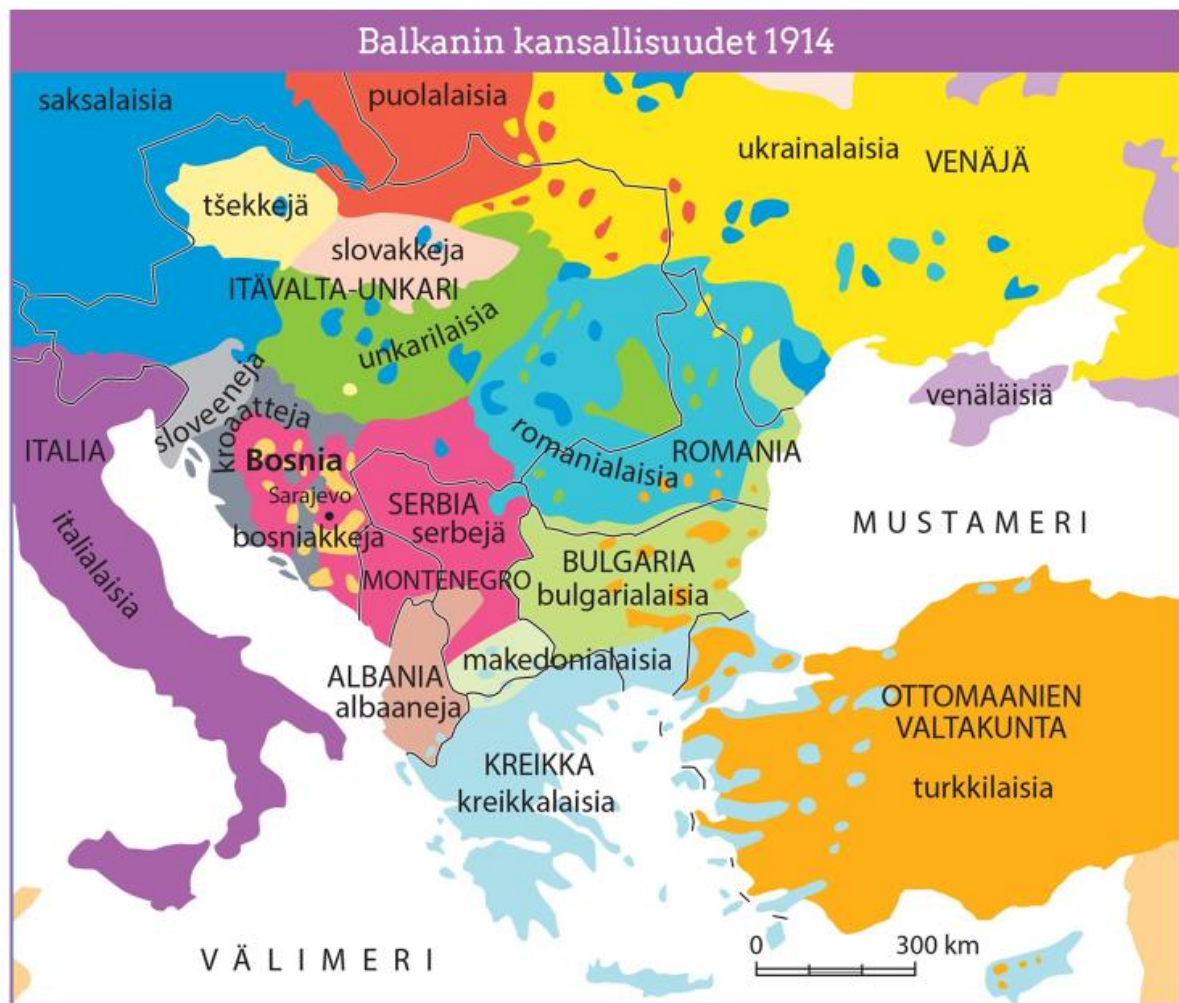 Balkanin kansallisuudet 1914
saksalaisia
puolalaisia
ukrainalaisia
VENÄJÄ
tšekkejä
slovakkeja
ITÄVALTA-UNKARI
unkarilaisia
sloveeneja
kroaatteja
venäläisiä
ITALIA
italialaisia
Bosnia
Sarajevo
bosniakkeja
romanialaisia
ROMANIA
SERBIA
serbejä
MUSTAMERI
MONTENEGRO
BULGARIA
bulgarialaisia
makedonialaisia
ALBANIA
albaaneja
OTTOMAANIEN
VALTAKUNTA
turkkilaisia
KREIKKA
kreikkalaisia
VÄLIMERI
0 300 km